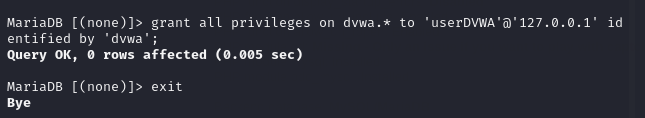 MariaDB [(none)]> grant all privileges on dvwa.* to 'userDVWA'@'127.0.0.1' id
entified by 'dvwa';
Query OK, 0 rows affected (0.005 sec)
MariaDB [(none)]> exit
Bye